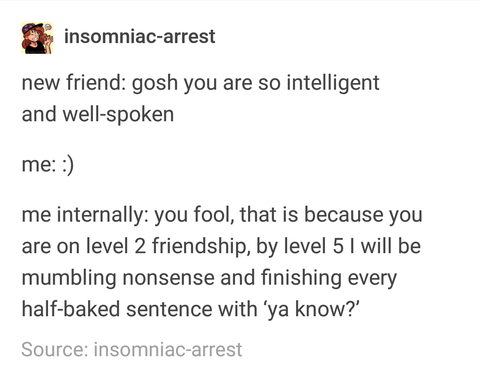 insomniac-arrest
new friend: gosh you are so intelligent
and well-spoken
me: :)
me internally: you fool, that is because you
are on level 2 friendship, by level 5 I will be
mumbling nonsense and finishing every
half-baked sentence with ‘ya know?’
Source: insomniac-arrest